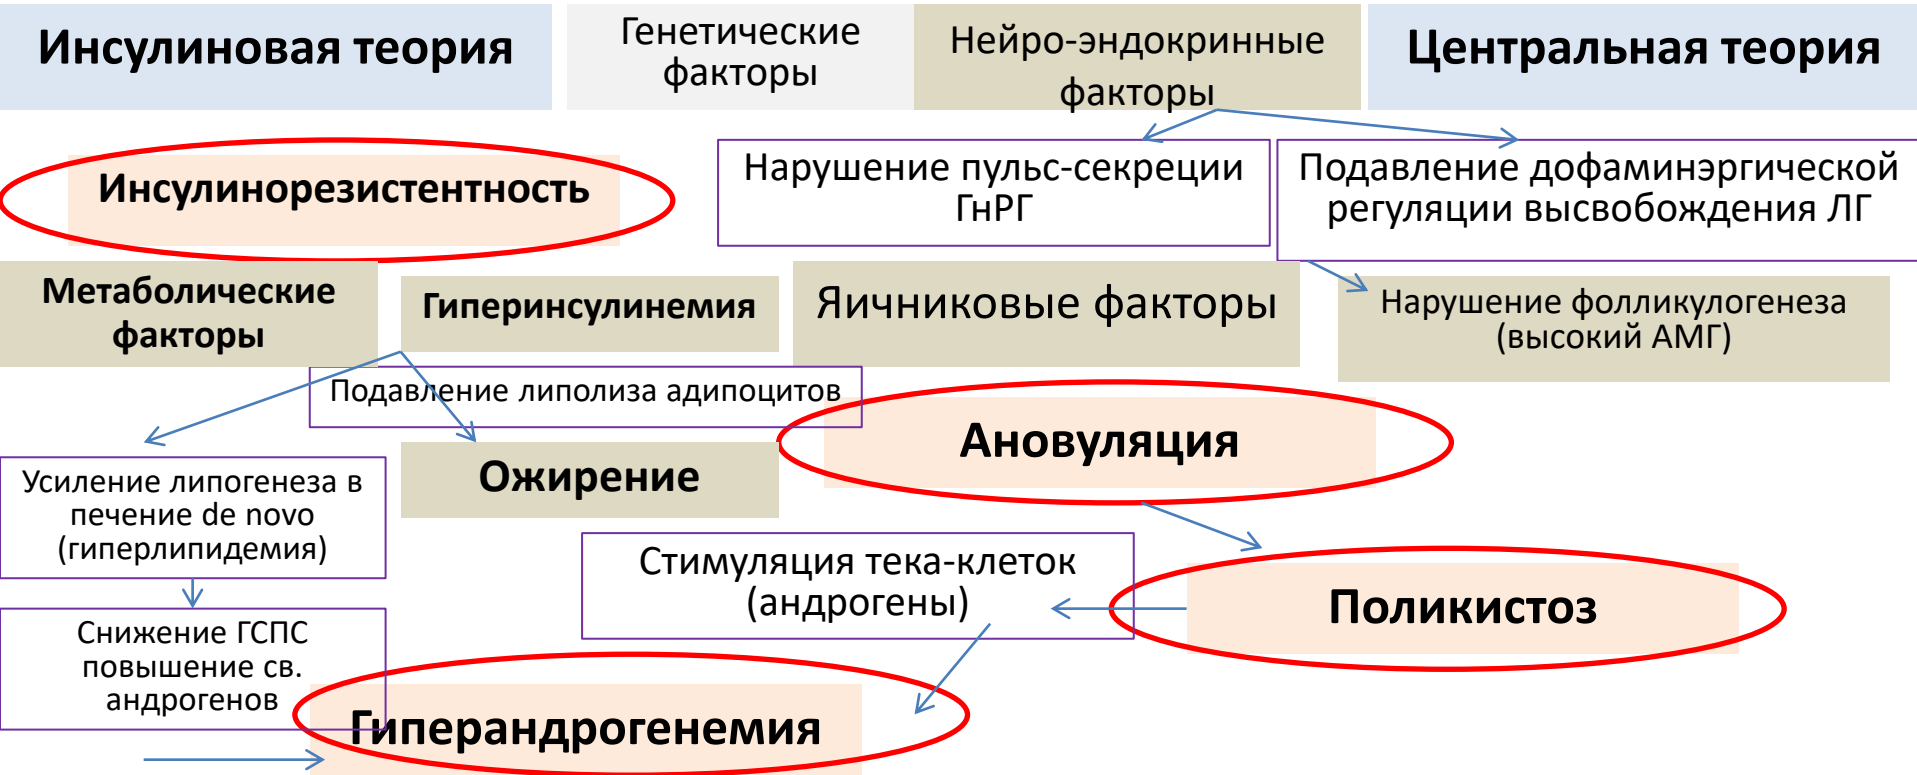 Инсулиновая теория
Генетические
факторы
Нейро-эндокринные
факторы
Центральная теория
Инсулинорезистентность
Нарушение пульс-секреции
ГнРГ
Подавление дофаминэргической
регуляции высвобождения ЛГ
Метаболические
факторы
Гиперинсулинемия
Яичниковые факторы
Нарушение фолликулогенеза
(высокий АМГ)
Подавление липолиза адипоцитов
Ановуляция
Ожирение
Усиление липогенеза в
печение de novo
(гиперлипидемия)
Стимуляция тека-клеток
(андрогены)
Поликистоз
Снижение ГСПС
повышение св.
андрогенов
Гиперандрогенемия